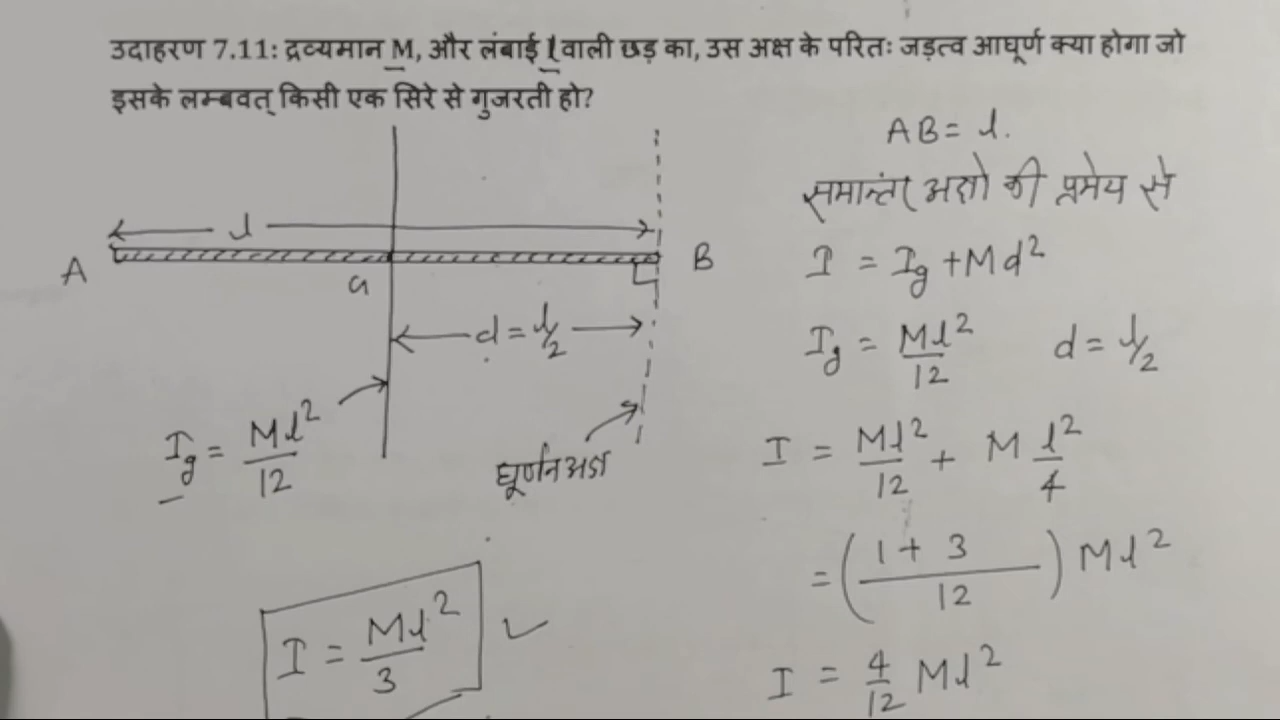 उदाहरण 7.11: द्रव्यमान M, और लंबाई l वाली छड़ का, उस अक्ष के परितः जड़त्व आघूर्ण क्या होगा जो
इसके लम्बवत् किसी एक सिरे से गुजरती हो?
l
A
B
G
d = l/2
Ig = Ml²/12
घूर्णन अक्ष
I = Ml²/3 ✓
AB = l.
समान्तर अक्षो की प्रमेय से
I = Ig + Md²
Ig = Ml²/12 d = l/2
I = Ml²/12 + M l²/4
= (1 + 3 / 12) Ml²
I = 4/12 Ml²